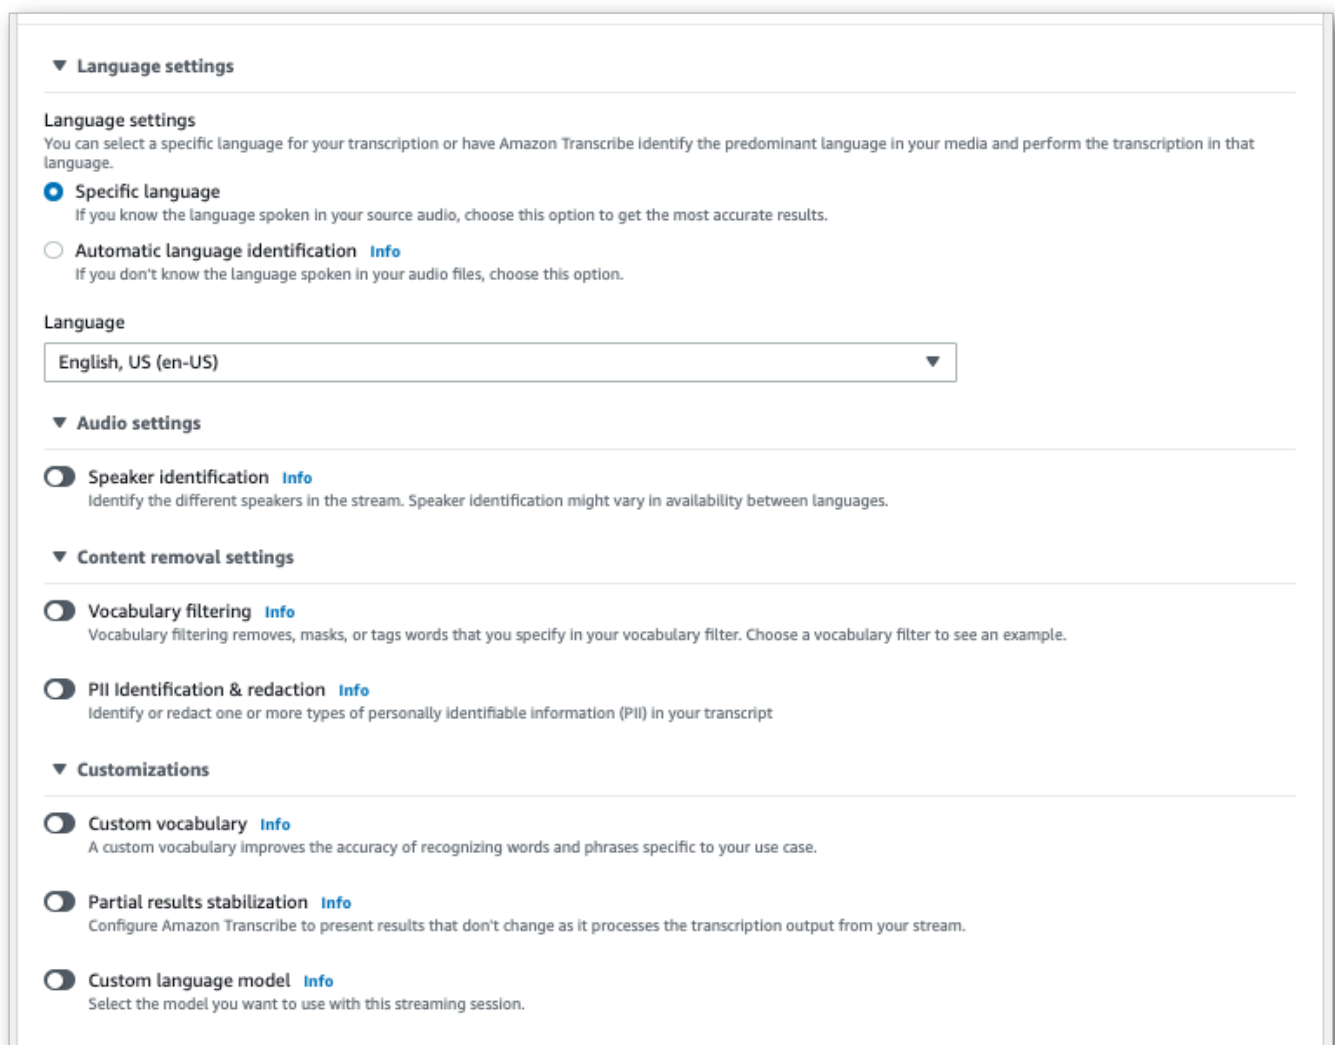 Language settings
Language settings
You can select a specific language for your transcription or have Amazon Transcribe identify the predominant language in your media and perform the transcription in that
language.
Specific language
If you know the language spoken in your source audio, choose this option to get the most accurate results.
Automatic language identification Info
If you don't know the language spoken in your audio files, choose this option.
Language
English, US (en-US)
Audio settings
Speaker identification Info
Identify the different speakers in the stream. Speaker identification might vary in availability between languages.
Content removal settings
Vocabulary filtering Info
Vocabulary filtering removes, masks, or tags words that you specify in your vocabulary filter. Choose a vocabulary filter to see an example.
PII Identification & redaction Info
Identify or redact one or more types of personally identifiable information (PII) in your transcript
Customizations
Custom vocabulary Info
A custom vocabulary improves the accuracy of recognizing words and phrases specific to your use case.
Partial results stabilization Info
Configure Amazon Transcribe to present results that don't change as it processes the transcription output from your stream.
Custom language model Info
Select the model you want to use with this streaming session.